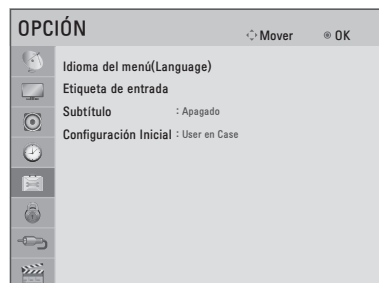 OPCIÓN Mover OK
Idioma del menú(Language)
Etiqueta de entrada
Subtítulo : Apagado
Configuración Inicial : User en Case